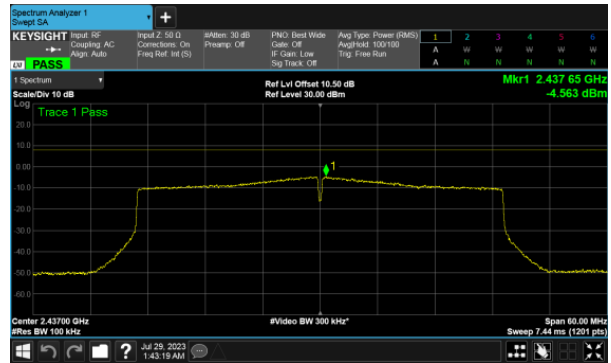 Spectrum Analyzer 1
Swept SA
+
KEYSIGHT
Input: RF
Coupling: AC
Align: Auto
Input Z: 50 Ω
Corrections: On
Freq Ref: Int (S)
#Atten: 30 dB
Preamp: Off
PNO: Best Wide
Gate: Off
IF Gain: Low
Sig Track: Off
Avg Type: Power (RMS)
Avg|Hold: 100/100
Trig: Free Run
1 2 3 4 5 6
A W W W W W
A N N N N N
LXI PASS
1 Spectrum
Scale/Div 10 dB
Ref Lvl Offset 10.50 dB
Ref Level 30.00 dBm
Mkr1 2.437 65 GHz
-4.563 dBm
Log
Trace 1 Pass
20.0
10.0
0.00
-10.0
-20.0
-30.0
-40.0
-50.0
-60.0
1
Center 2.43700 GHz
#Res BW 100 kHz
#Video BW 300 kHz*
Span 60.00 MHz
Sweep 7.44 ms (1201 pts)
?
Jul 29, 2023
1:43:19 AM